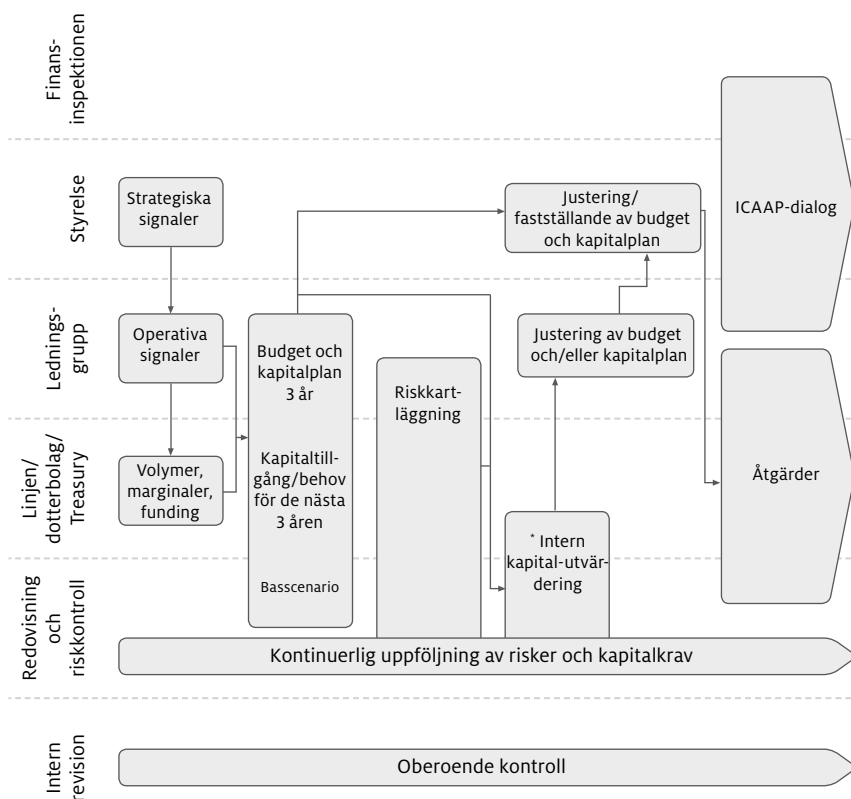 Finans-
inspektionen
Styrelse
Strategiska
signaler
Justering/
fastställande av budget
och kapitalplan
ICAAP-dialog
Lednings-
grupp
Operativa
signaler
Budget och
kapitalplan
3 år
Riskkart-
läggning
Justering av budget
och/eller kapitalplan
Linjen/
dotterbolag/
Treasury
Volymer,
marginaler,
funding
Kapitaltill-
gång/behov
för de nästa
3 åren
Basscenario
* Intern
kapital-utvär-
dering
Åtgärder
Redovisning
och
riskkontroll
Kontinuerlig uppföljning av risker och kapitalkrav
Intern
revision
Oberoende kontroll